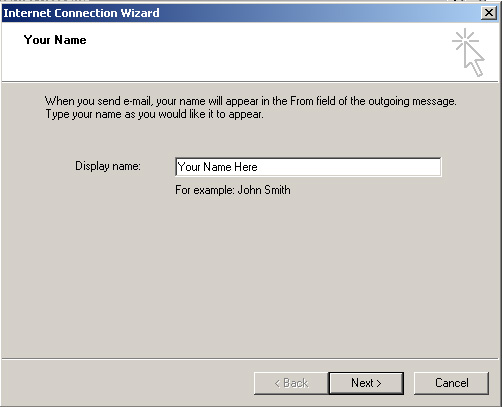 Internet Connection Wizard
Your Name
When you send e-mail, your name will appear in the From field of the outgoing message.
Type your name as you would like it to appear.
Display name:
Your Name Here
For example: John Smith
< Back
Next >
Cancel